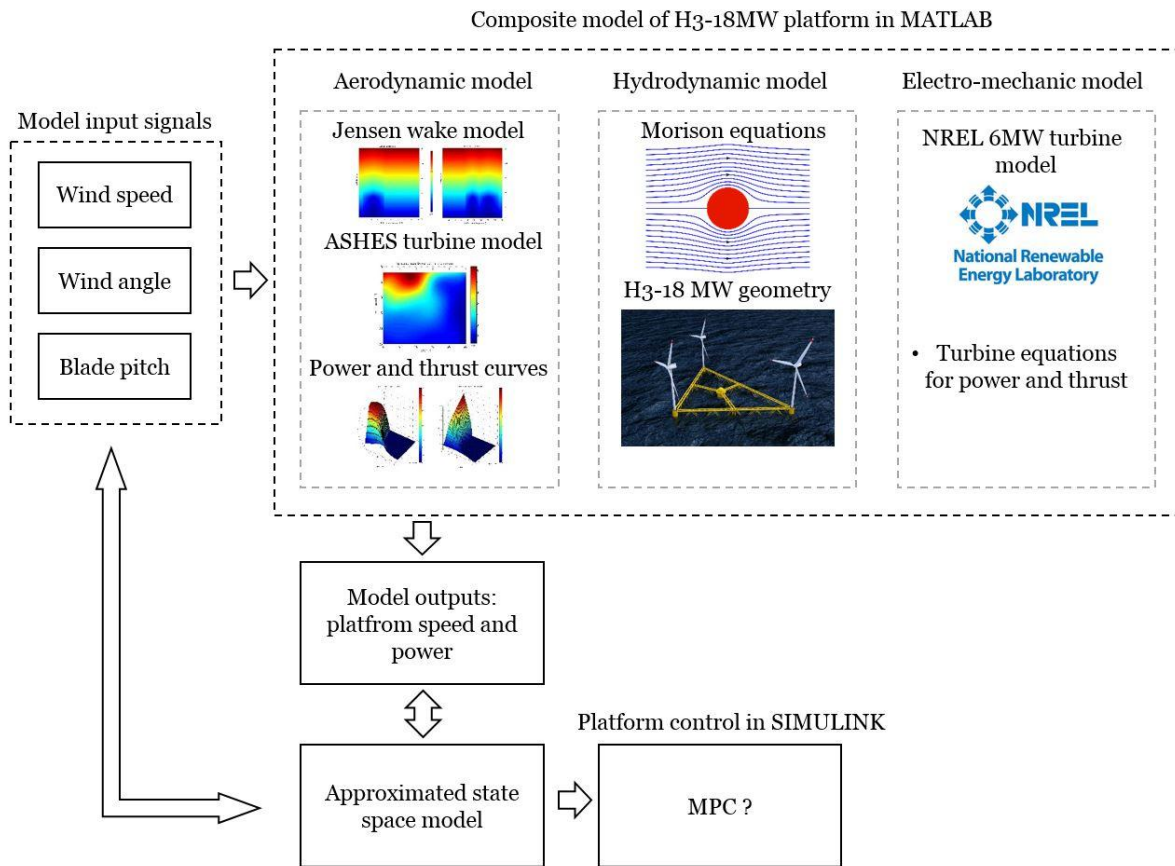 Composite model of H3-18MW platform in MATLAB
Model input signals
Wind speed
Wind angle
Blade pitch
Aerodynamic model
Jensen wake model
ASHES turbine model
Power and thrust curves
Hydrodynamic model
Morison equations
H3-18 MW geometry
Electro-mechanic model
NREL 6MW turbine
model
NREL
National Renewable
Energy Laboratory
• Turbine equations
for power and thrust
Model outputs:
platfrom speed and
power
Approximated state
space model
Platform control in SIMULINK
MPC ?